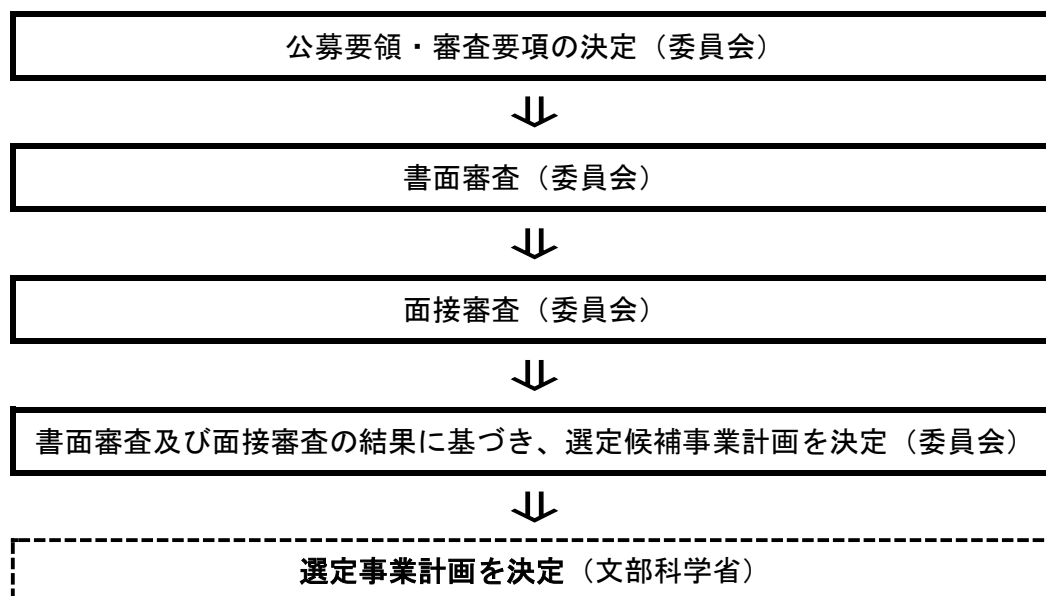 公募要領・審査要項の決定（委員会）
⇓
書面審査（委員会）
⇓
面接審査（委員会）
⇓
書面審査及び面接審査の結果に基づき、選定候補事業計画を決定（委員会）
⇓
選定事業計画を決定（文部科学省）